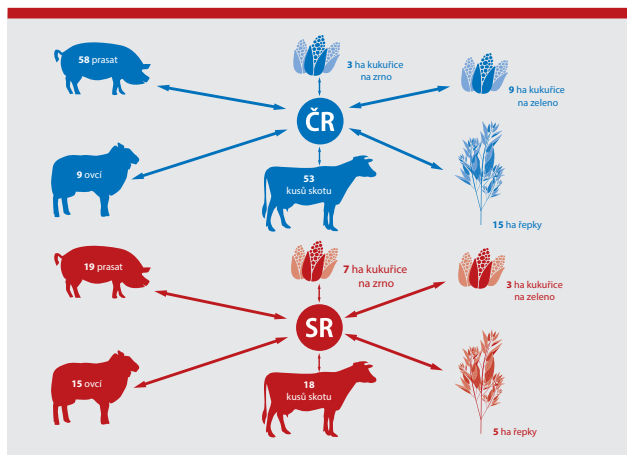 58 prasat
3 ha kukuřice
na zrno
9 ha kukuřice
na zeleno
ČR
9 ovcí
53
kusů skotu
15 ha řepky
19 prasat
7 ha kukuřice
na zrno
3 ha kukuřice
na zeleno
SR
15 ovcí
18
kusů skotu
5 ha řepky